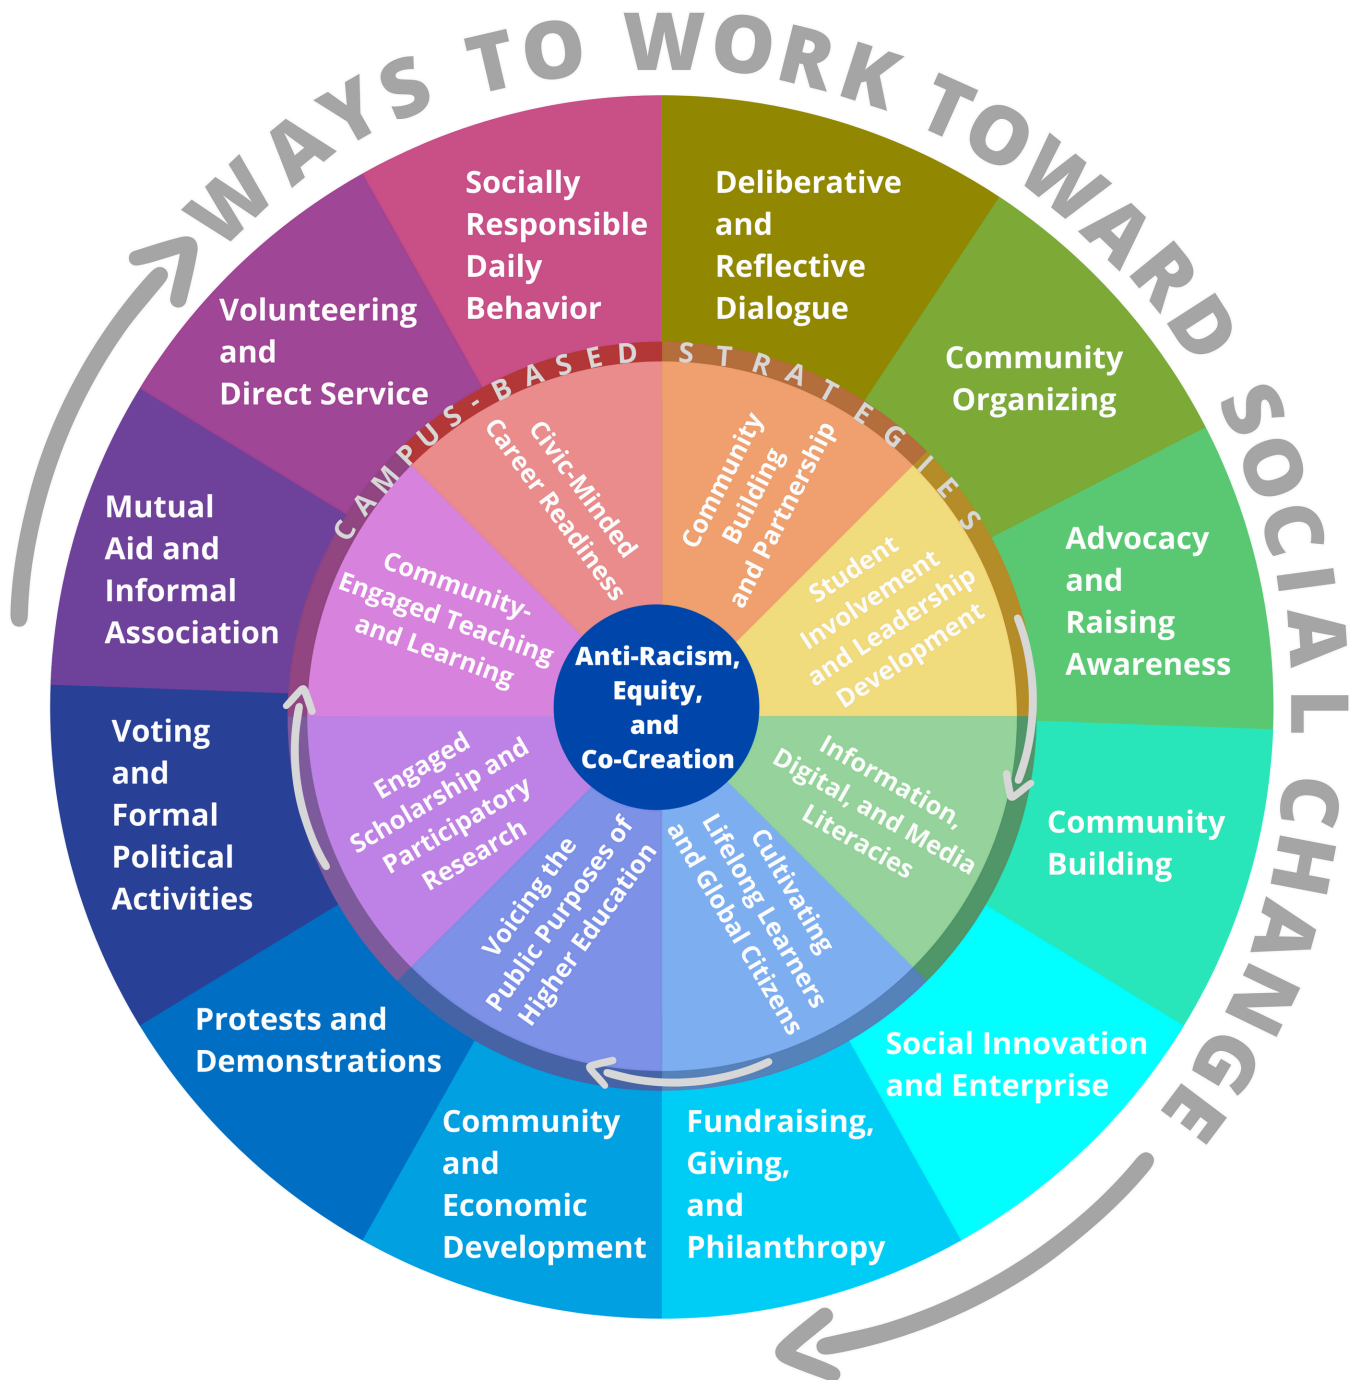 WAYS TO WORK TOWARD SOCIAL CHANGE
Deliberative
and
Reflective
Dialogue
Community
Organizing
Advocacy
and
Raising
Awareness
Community
Building
Social Innovation
and Enterprise
Fundraising,
Giving,
and
Philanthropy
Community
and
Economic
Development
Protests and
Demonstrations
Voting
and
Formal
Political
Activities
Mutual
Aid and
Informal
Association
Volunteering
and
Direct Service
Socially
Responsible
Daily
Behavior
CAMPUS-BASED STRATEGIES
Community
Building
and Partnership
Student
Involvement
and Leadership
Development
Information,
Digital, and Media
Literacies
Cultivating
Lifelong Learners
and Global Citizens
Voicing the
Public Purposes of
Higher Education
Engaged
Scholarship and
Participatory
Research
Community-
Engaged Teaching
and Learning
Civic-Minded
Career Readiness
Anti-Racism,
Equity,
and
Co-Creation